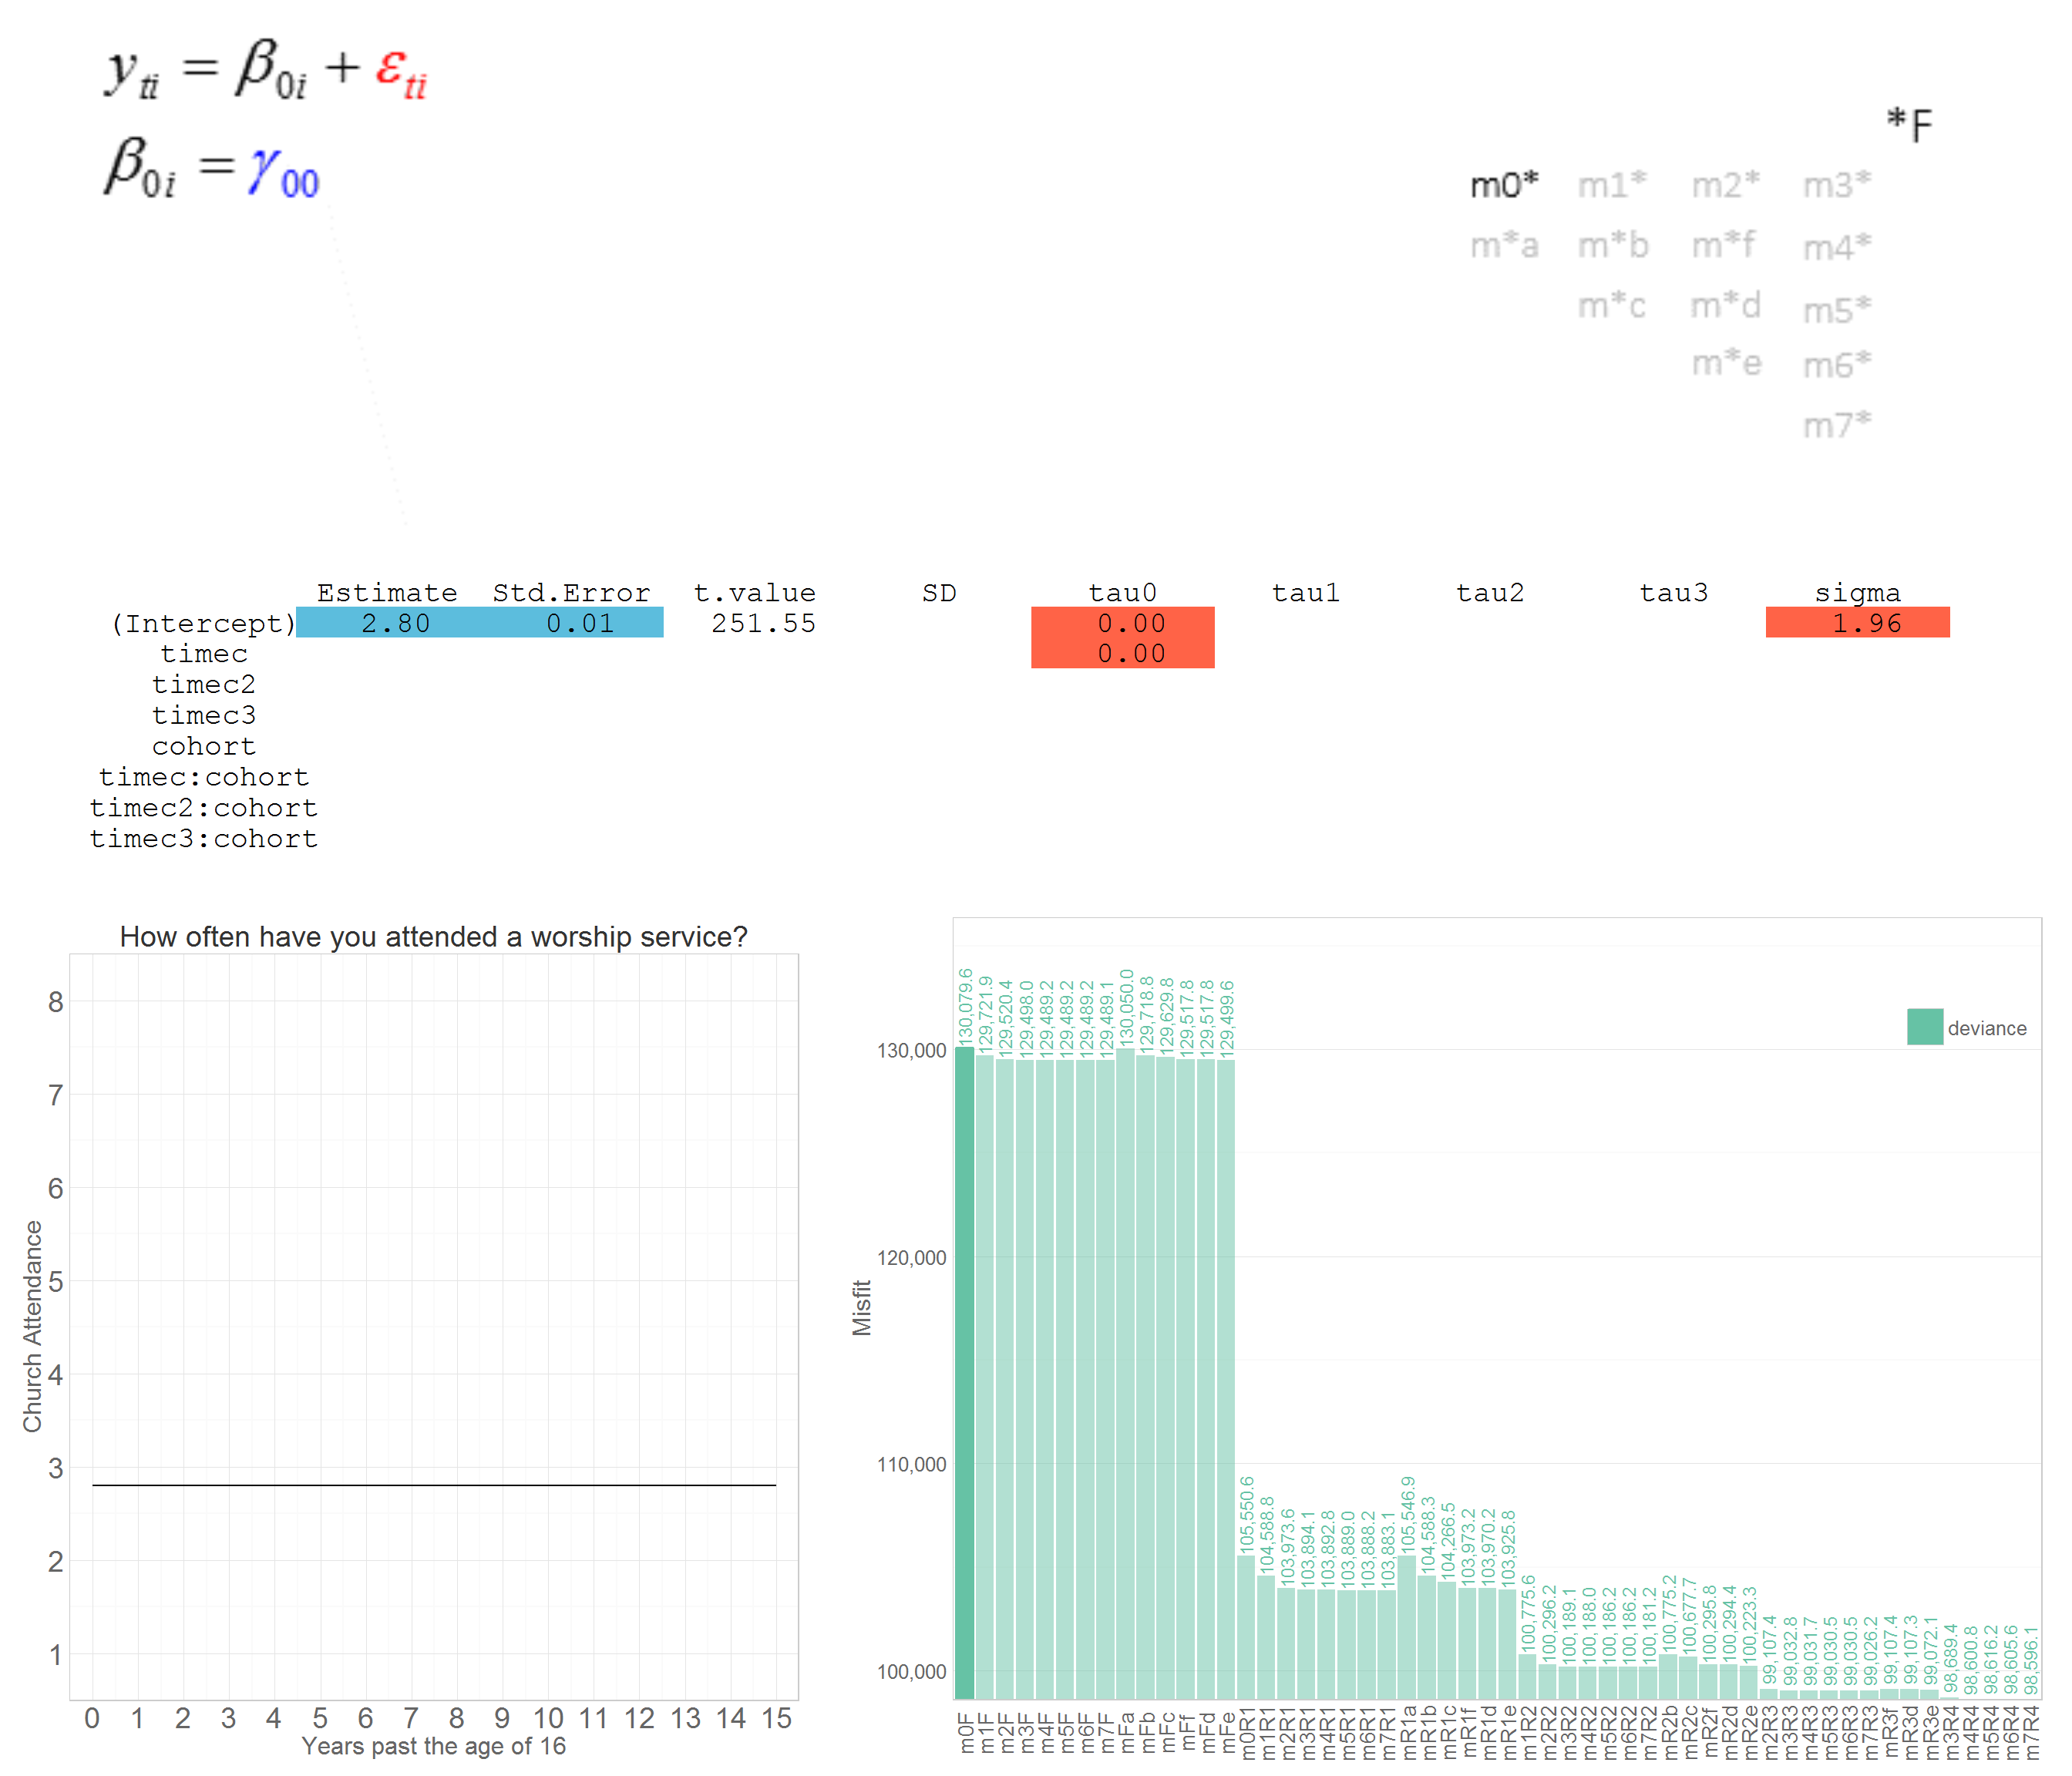 yti = β0i + εti
β0i = γ00
*F
m0* m1* m2* m3*
m*a m*b m*f m4*
m*c m*d m5*
m*e m6*
m7*
Estimate Std.Error t.value SD tau0 tau1 tau2 tau3 sigma
(Intercept) 2.80 0.01 251.55 0.00 1.96
timec 0.00
timec2
timec3
cohort
timec:cohort
timec2:cohort
timec3:cohort
How often have you attended a worship service?
8
7
6
5
4
3
2
1
Church Attendance
0 1 2 3 4 5 6 7 8 9 10 11 12 13 14 15
Years past the age of 16
Misfit
130,000
120,000
110,000
100,000
deviance
130,079.6
129,721.9
129,520.4
129,498.0
129,489.2
129,489.2
129,489.2
129,489.1
130,050.0
129,718.8
129,629.8
129,517.8
129,517.8
129,499.6
105,550.6
104,588.8
103,973.6
103,894.1
103,892.8
103,889.0
103,888.2
103,883.1
105,546.9
104,588.3
104,266.5
103,973.2
103,970.2
103,925.8
100,775.6
100,296.2
100,189.1
100,188.0
100,186.2
100,186.2
100,181.2
100,775.2
100,677.7
100,295.8
100,294.4
100,223.3
99,107.4
99,032.8
99,031.7
99,030.5
99,030.5
99,026.2
99,107.4
99,107.3
99,072.1
98,689.4
98,600.8
98,616.2
98,605.6
98,596.1
m0F
m1F
m2F
m3F
m4F
m5F
m6F
m7F
mFa
mFb
mFc
mFf
mFd
mFe
m0R1
m1R1
m2R1
m3R1
m4R1
m5R1
m6R1
m7R1
mR1a
mR1b
mR1c
mR1f
mR1d
mR1e
m1R2
m2R2
m3R2
m4R2
m5R2
m6R2
m7R2
mR2b
mR2c
mR2f
mR2d
mR2e
m2R3
m3R3
m4R3
m5R3
m6R3
m7R3
mR3f
mR3d
mR3e
m3R4
m4R4
m5R4
m6R4
m7R4